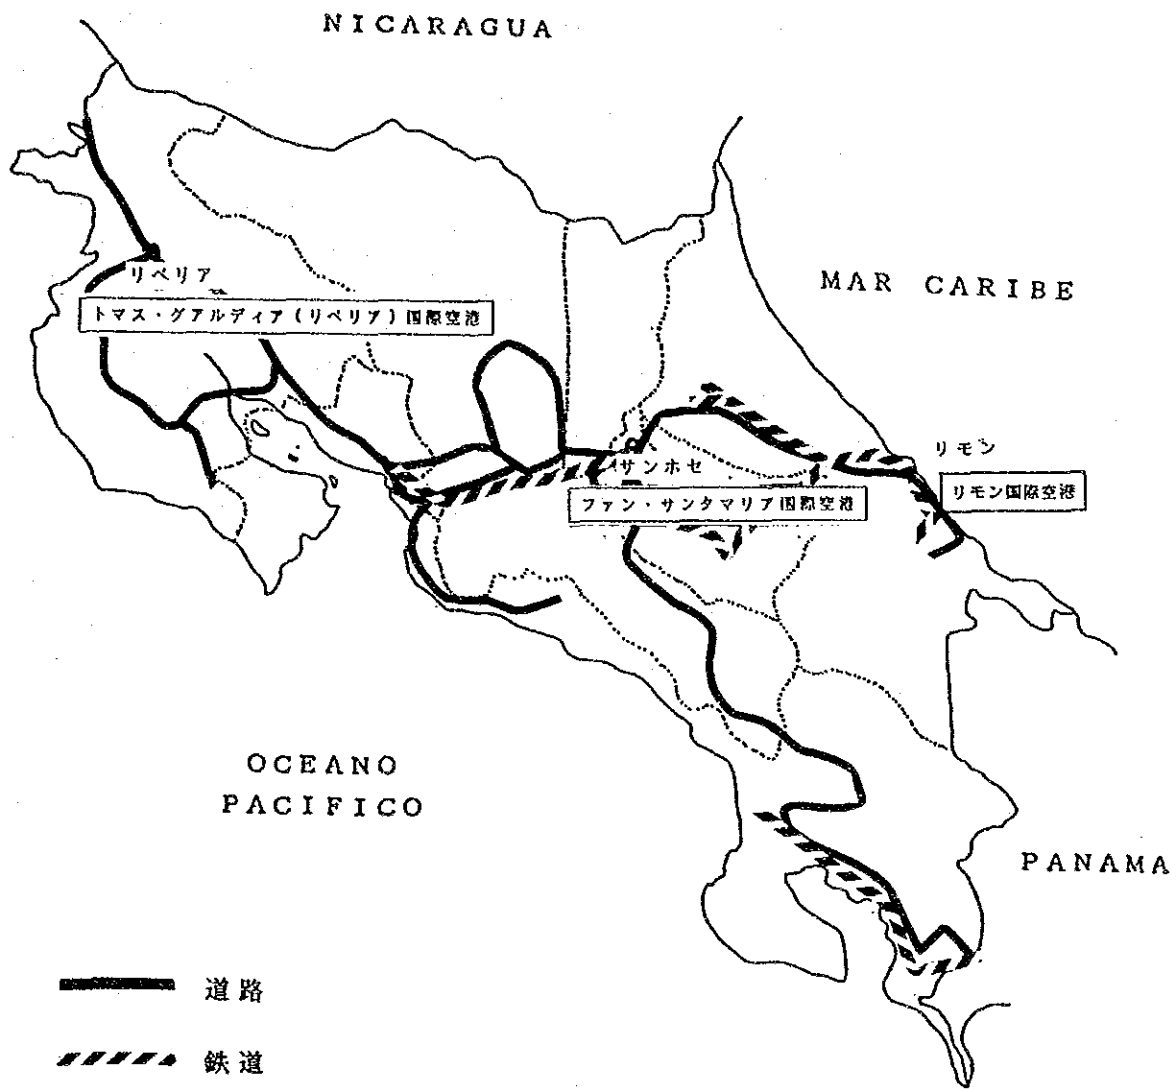 NICARAGUA
MAR CARIBE
リベリア
トマス・グアルディア（リベリア）国際空港
リモン
サンホセ
リモン国際空港
ファン・サンタマリア国際空港
OCEANO
PACIFICO
PANAMA
道路
鉄道